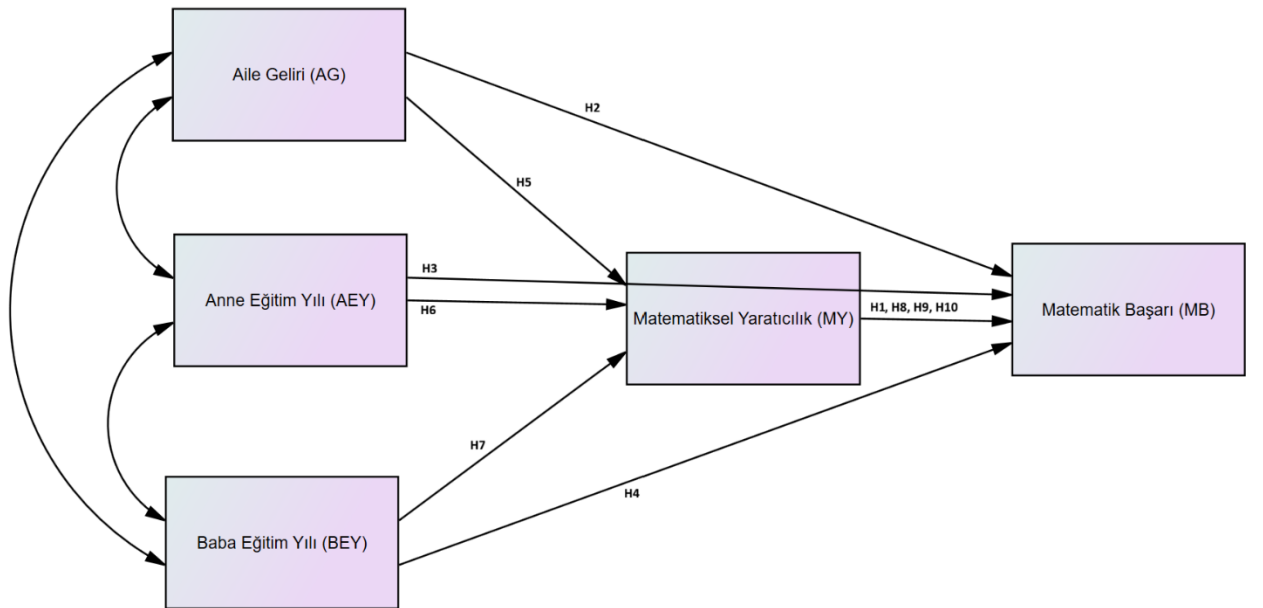 Aile Geliri (AG)
H2
H5
Anne Eğitim Yılı (AEY)
H3
H6
Matematiksel Yaratıcılık (MY)
H1, H8, H9, H10
Matematik Başarı (MB)
H7
H4
Baba Eğitim Yılı (BEY)